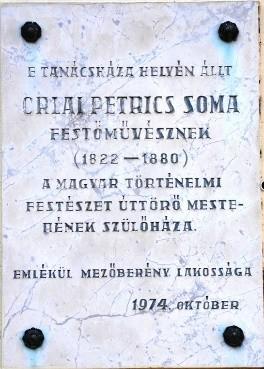 E TANÁCSHÁZA HELYÉN ÁLLT
ORLAI PETRICS SOMA
FESTŐMŰVÉSZNEK
(1822—1880)
A MAGYAR TÖRTÉNELMI
FESTÉSZET ÚTTÖRŐ MESTE-
RÉNEK SZÜLŐHÁZA.
EMLÉKÜL MEZŐBERÉNY LAKOSSÁGA
1974. OKTÓBER